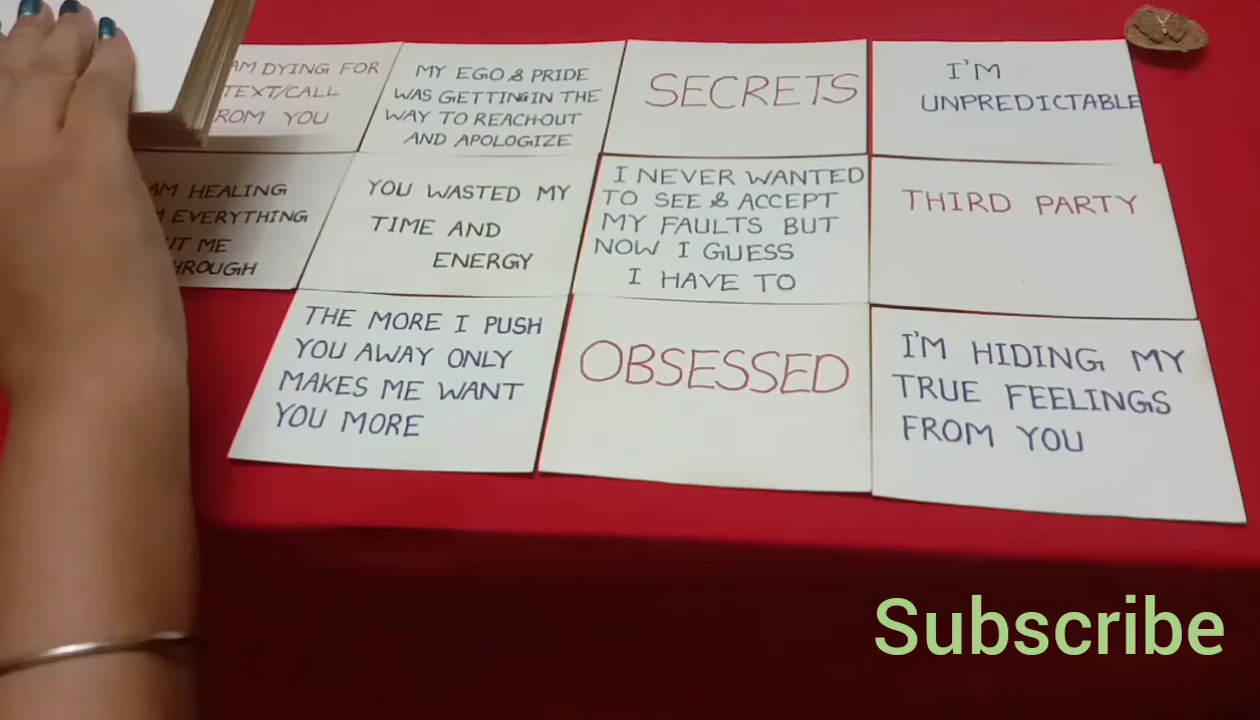 AM DYING FOR
TEXT/CALL
ROM YOU
MY EGO & PRIDE
WAS GETTING IN THE
WAY TO REACHOUT
AND APOLOGIZE
SECRETS
I'M
UNPREDICTABLE
AM HEALING
EVERYTHING
ME
HROUGH
YOU WASTED MY
TIME AND
ENERGY
I NEVER WANTED
TO SEE & ACCEPT
MY FAULTS BUT
NOW I GUESS
I HAVE TO
THIRD PARTY
THE MORE I PUSH
YOU AWAY ONLY
MAKES ME WANT
YOU MORE
OBSESSED
I'M HIDING MY
TRUE FEELINGS
FROM YOU
Subscribe